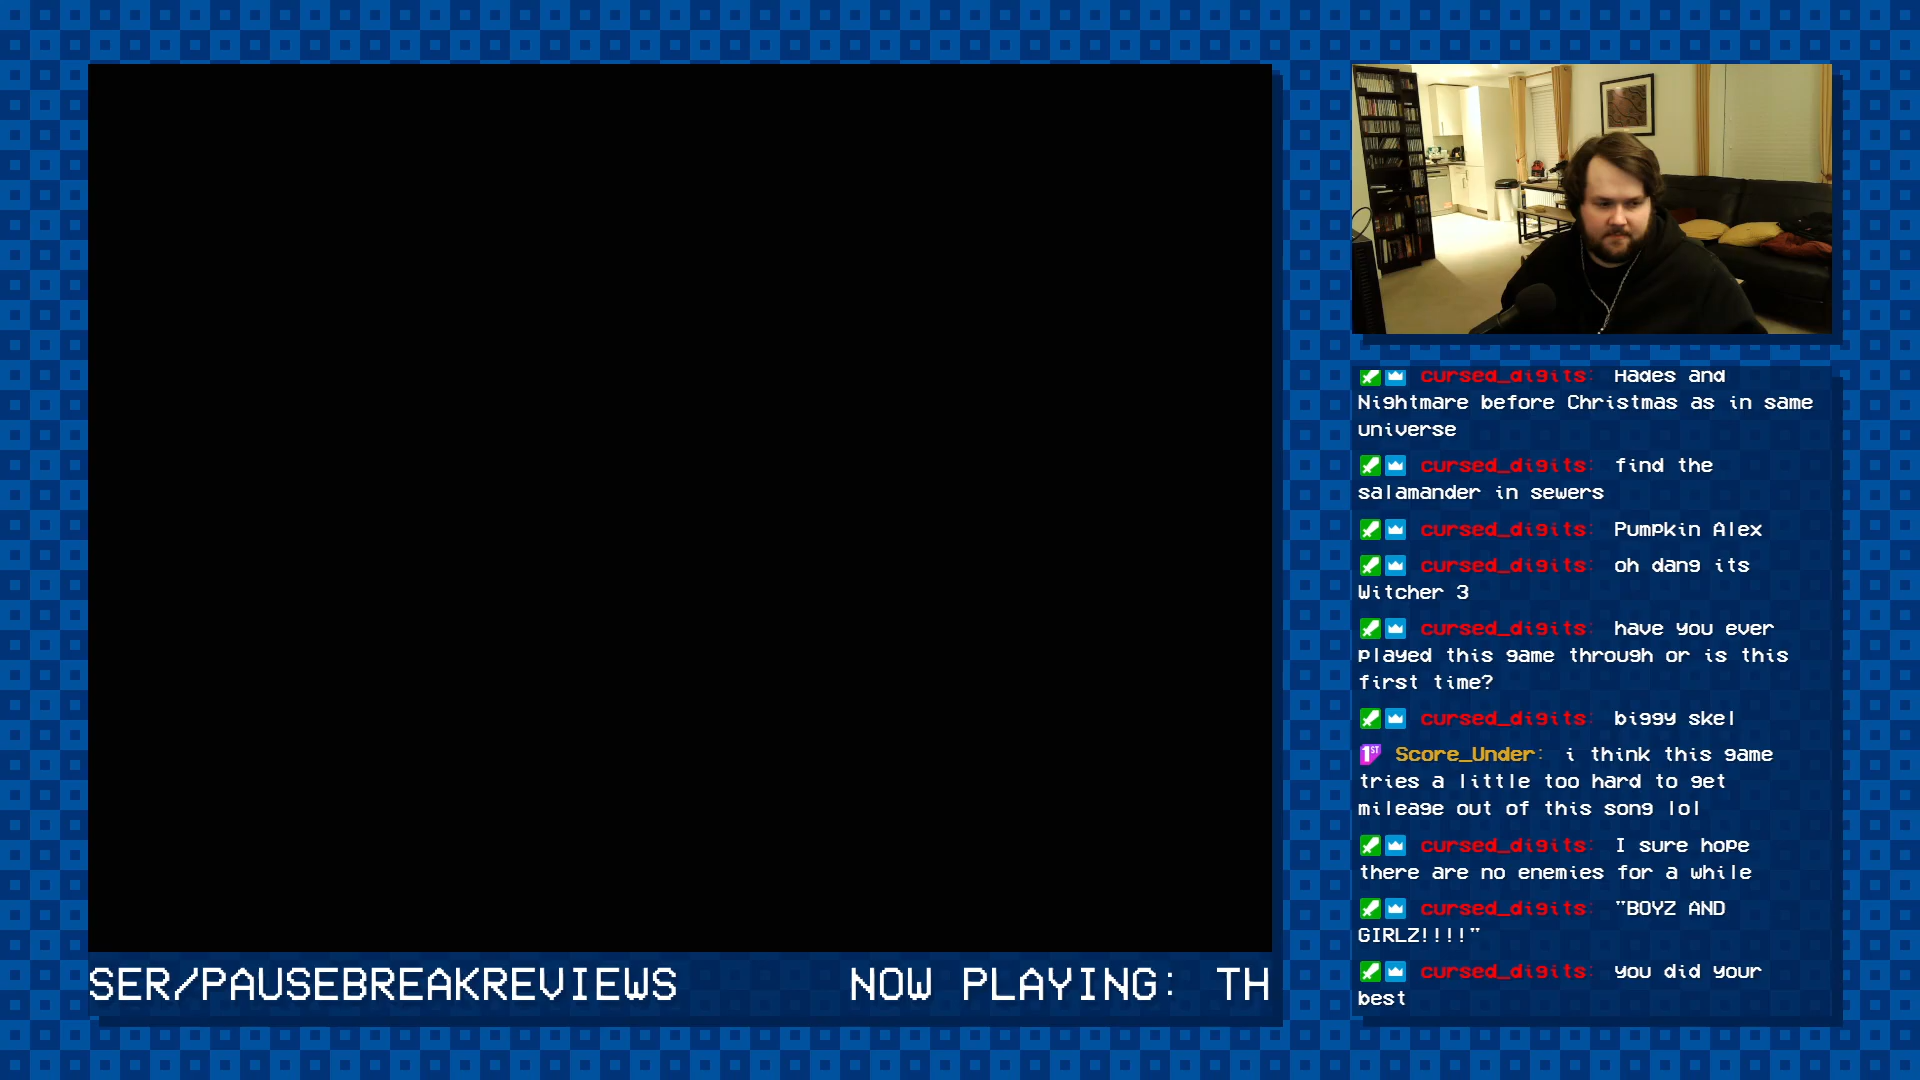 cursed_digits: Hades and
Nightmare before Christmas as in same
universe
cursed_digits: find the
salamander in sewers
cursed_digits: Pumpkin Alex
cursed_digits: oh dang its
Witcher 3
cursed_digits: have you ever
played this game through or is this
first time?
cursed_digits: biggy skel
1ST Score_Under: i think this game
tries a little too hard to get
mileage out of this song lol
cursed_digits: I sure hope
there are no enemies for a while
cursed_digits: "BOYZ AND
GIRLZ!!!!"
cursed_digits: you did your
best
SER/PAUSEBREAKREVIEWS NOW PLAYING: TH